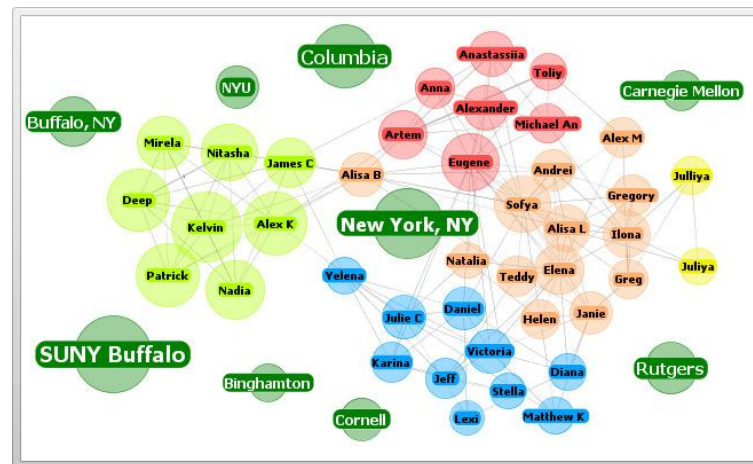 Columbia
Anastassiia
Toliy
NYU
Anna
Carnegie Mellon
Alexander
Buffalo, NY
Michael An
Artem
Alex M
Mirela
Nitasha
James C
Eugene
Andrei
Alisa B
Julliya
Deep
Gregory
Sofya
Kelvin
Alex K
New York, NY
Alisa L
Ilona
Natalia
Juliya
Patrick
Yelena
Teddy
Elena
Greg
Nadia
Daniel
Julie C
Helen
Janie
SUNY Buffalo
Victoria
Karina
Rutgers
Binghamton
Jeff
Diana
Stella
Cornell
Lexi
Matthew K